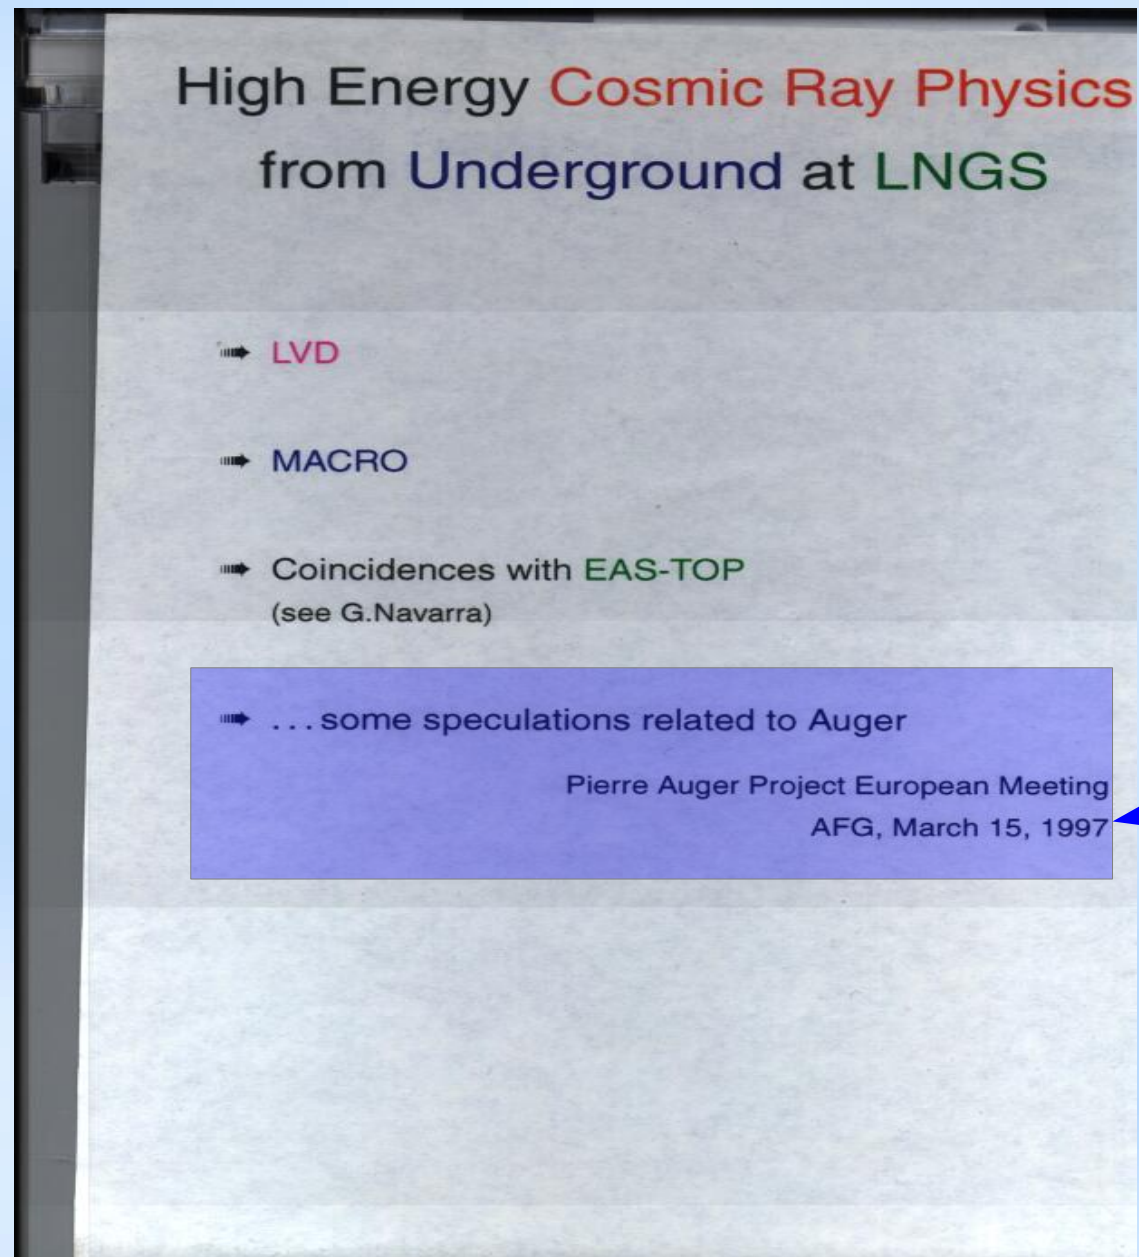 High Energy Cosmic Ray Physics
from Underground at LNGS
➠ LVD
➠ MACRO
➠ Coincidences with EAS-TOP
(see G.Navarra)
➠ ...some speculations related to Auger
Pierre Auger Project European Meeting
AFG, March 15, 1997